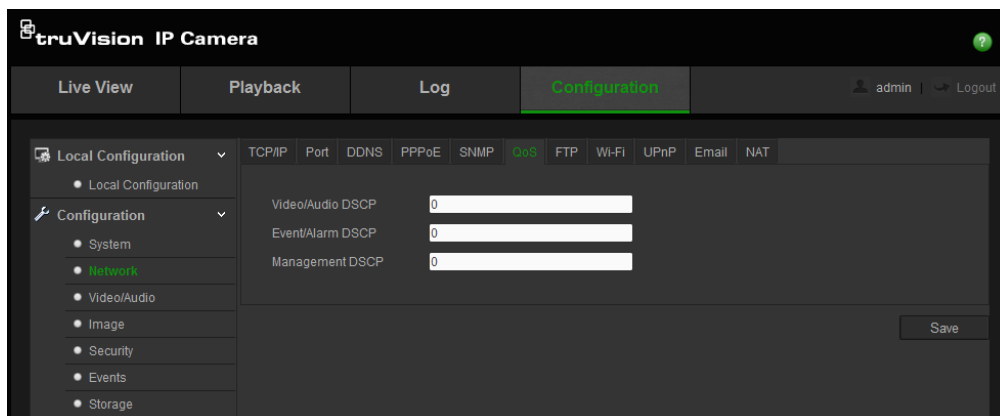 truVision IP Camera
?
Live View Playback Log Configuration admin | Logout
Local Configuration
Local Configuration
Configuration
System
Network
Video/Audio
Image
Security
Events
Storage
TCP/IP Port DDNS PPPoE SNMP QoS FTP Wi-Fi UPnP Email NAT
Video/Audio DSCP 0
Event/Alarm DSCP 0
Management DSCP 0
Save